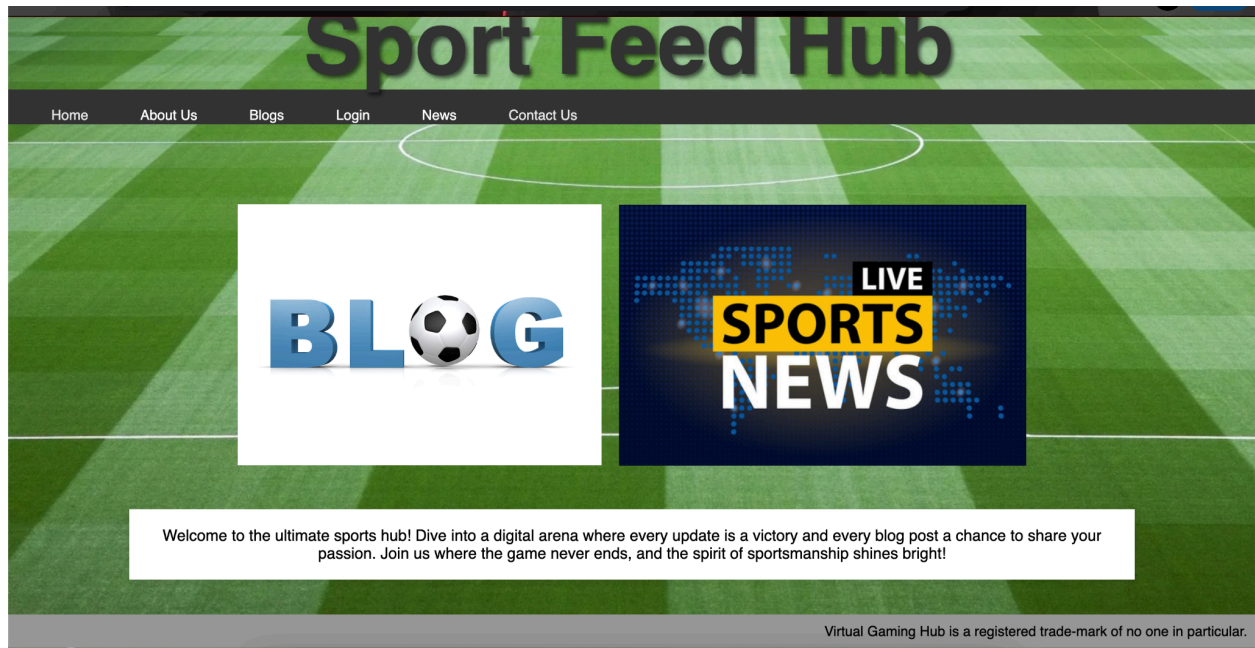 Sport Feed Hub
Home About Us Blogs Login News Contact Us
BLOG
LIVE
SPORTS
NEWS
Welcome to the ultimate sports hub! Dive into a digital arena where every update is a victory and every blog post a chance to share your
passion. Join us where the game never ends, and the spirit of sportsmanship shines bright!
Virtual Gaming Hub is a registered trade-mark of no one in particular.